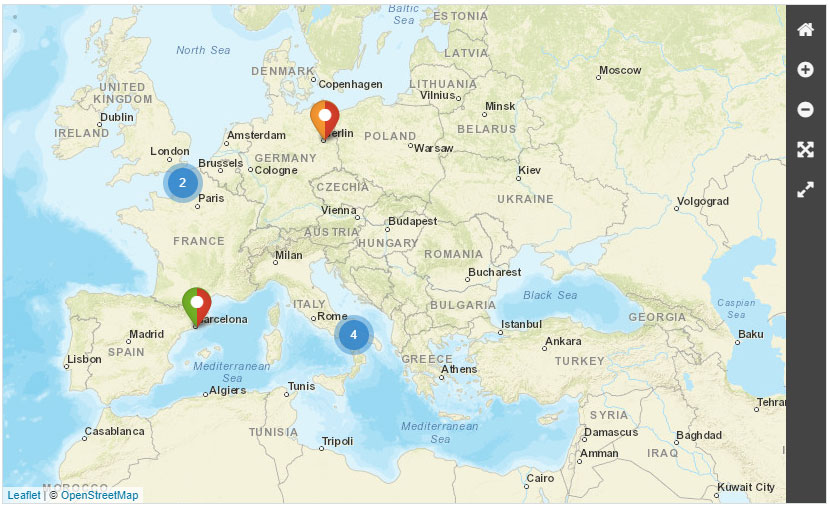 Baltic
Sea
ESTONIA
North Sea
LATVIA
DENMARK
Copenhagen
Moscow
UNITED
KINGDOM
LITHUANIA
Vilnius
Minsk
Dublin
IRELAND
Amsterdam
Berlin
POLAND
BELARUS
London
Warsaw
Brussels
GERMANY
Cologne
Kiev
2
CZECHIA
Paris
UKRAINE
Volgograd
Vienna
Budapest
AUSTRIA
FRANCE
HUNGARY
Milan
ROMANIA
Bucharest
Black Sea
Caspian
Sea
ITALY
BULGARIA
Rome
Barcelona
GEORGIA
Istanbul
Madrid
4
Baku
SPAIN
Ankara
Lisbon
GREECE
TURKEY
Mediterranean
Sea
Athens
Algiers
Tunis
Tehran
SYRIA
Casablanca
TUNISIA
Mediterranean
Sea
Damascus
Baghdad
Tripoli
Amman
IRAQ
Cairo
Kuwait City
MOROCCO
Leaflet | © OpenStreetMap